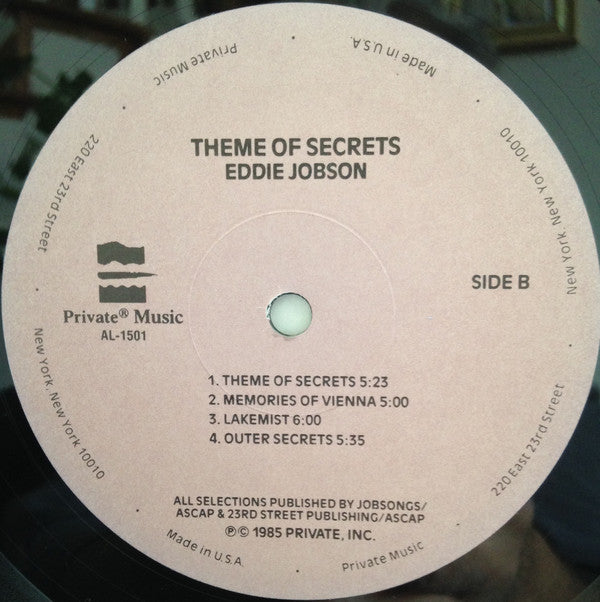 THEME OF SECRETS
EDDIE JOBSON
SIDE B
Private® Music
AL-1501
1. THEME OF SECRETS 5:23
2. MEMORIES OF VIENNA 5:00
3. LAKEMIST 6:00
4. OUTER SECRETS 5:35
ALL SELECTIONS PUBLISHED BY JOBSONGS/
ASCAP & 23RD STREET PUBLISHING/ASCAP
℗© 1985 PRIVATE, INC.
Private Music
220 East 23rd Street
New York, New York 10010
Made in U.S.A.
Private Music
220 East 23rd Street
New York, New York 10010
Made in U.S.A.